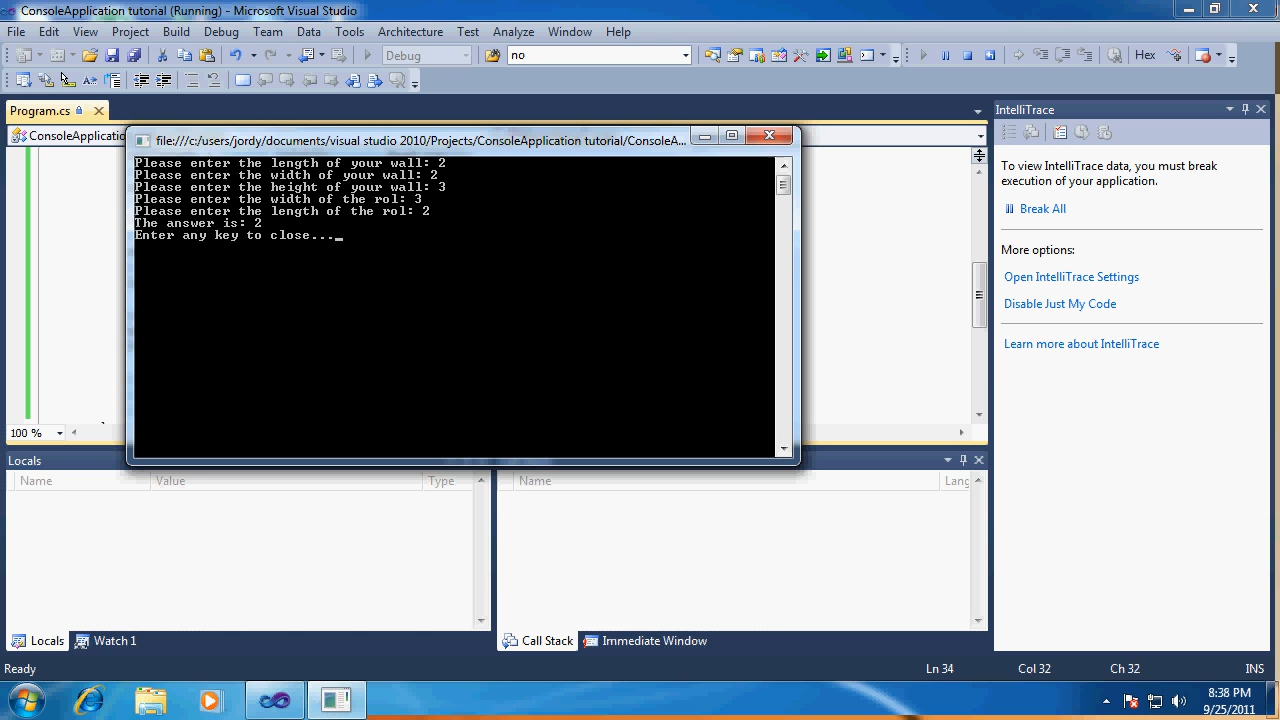 ConsoleApplication tutorial (Running) - Microsoft Visual Studio
File Edit View Project Build Debug Team Data Tools Architecture Test Analyze Window Help
Debug no Hex
Program.cs
ConsoleApplicatio
file:///c:/users/jordy/documents/visual studio 2010/Projects/ConsoleApplication tutorial/ConsoleA...
Please enter the length of your wall: 2
Please enter the width of your wall: 2
Please enter the height of your wall: 3
Please enter the width of the rol: 3
Please enter the length of the rol: 2
The answer is: 2
Enter any key to close..._
100 %
IntelliTrace
To view IntelliTrace data, you must break
execution of your application.
Break All
More options:
Open IntelliTrace Settings
Disable Just My Code
Learn more about IntelliTrace
Locals
Name Value Type
Name Lang
Locals Watch 1
Call Stack Immediate Window
Ready Ln 34 Col 32 Ch 32 INS
8:38 PM
9/25/2011